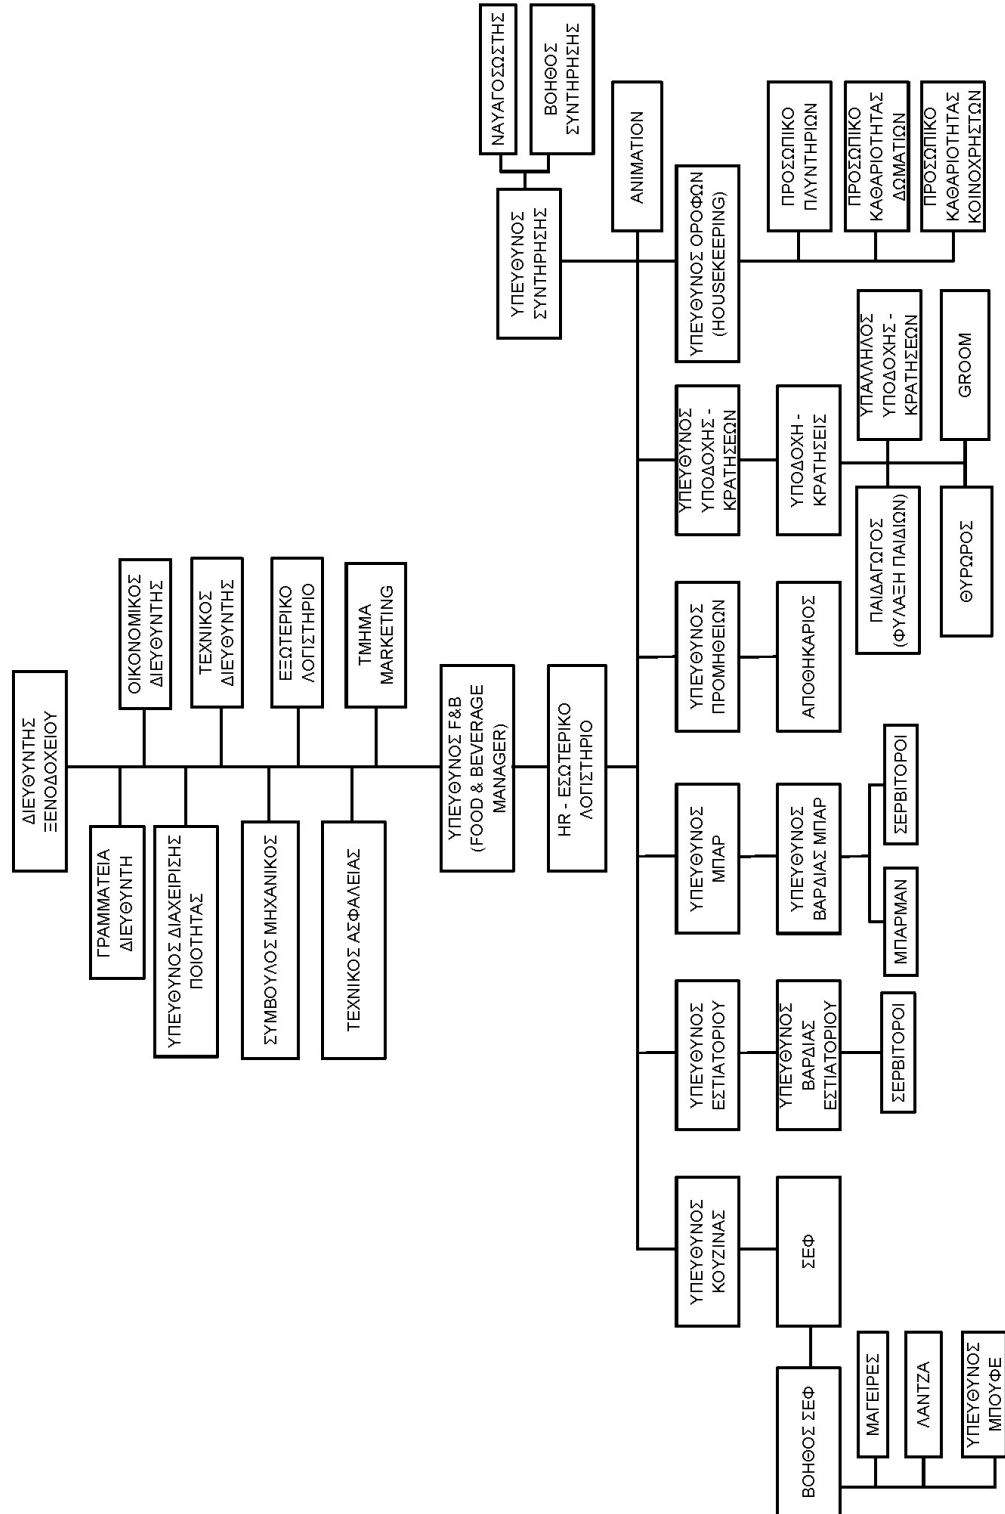 ΔΙΕΥΘΥΝΤΗΣ
ΞΕΝΟΔΟΧΕΙΟΥ
ΓΡΑΜΜΑΤΕΙΑ
ΔΙΕΥΘΥΝΤΗ
ΟΙΚΟΝΟΜΙΚΟΣ
ΔΙΕΥΘΥΝΤΗΣ
ΥΠΕΥΘΥΝΟΣ ΔΙΑΧΕΙΡΙΣΗΣ
ΠΟΙΟΤΗΤΑΣ
ΤΕΧΝΙΚΟΣ
ΔΙΕΥΘΥΝΤΗΣ
ΣΥΜΒΟΥΛΟΣ ΜΗΧΑΝΙΚΟΣ
ΕΞΩΤΕΡΙΚΟ
ΛΟΓΙΣΤΗΡΙΟ
ΤΕΧΝΙΚΟΣ ΑΣΦΑΛΕΙΑΣ
ΤΜΗΜΑ
MARKETING
ΥΠΕΥΘΥΝΟΣ F&B
(FOOD & BEVERAGE
MANAGER)
HR - ΕΣΩΤΕΡΙΚΟ
ΛΟΓΙΣΤΗΡΙΟ
ΥΠΕΥΘΥΝΟΣ
ΣΥΝΤΗΡΗΣΗΣ
ΝΑΥΑΓΟΣΩΣΤΗΣ
ΒΟΗΘΟΣ
ΣΥΝΤΗΡΗΣΗΣ
ANIMATION
ΥΠΕΥΘΥΝΟΣ
ΚΟΥΖΙΝΑΣ
ΣΕΦ
ΒΟΗΘΟΣ ΣΕΦ
ΜΑΓΕΙΡΕΣ
ΛΑΝΤΖΑ
ΥΠΕΥΘΥΝΟΣ
ΜΠΟΥΦΕ
ΥΠΕΥΘΥΝΟΣ
ΕΣΤΙΑΤΟΡΙΟΥ
ΥΠΕΥΘΥΝΟΣ
ΒΑΡΔΙΑΣ
ΕΣΤΙΑΤΟΡΙΟΥ
ΣΕΡΒΙΤΟΡΟΙ
ΥΠΕΥΘΥΝΟΣ
ΜΠΑΡ
ΥΠΕΥΘΥΝΟΣ
ΒΑΡΔΙΑΣ ΜΠΑΡ
ΜΠΑΡΜΑΝ
ΣΕΡΒΙΤΟΡΟΙ
ΥΠΕΥΘΥΝΟΣ
ΠΡΟΜΗΘΕΙΩΝ
ΑΠΟΘΗΚΑΡΙΟΣ
ΥΠΕΥΘΥΝΟΣ
ΥΠΟΔΟΧΗΣ -
ΚΡΑΤΗΣΕΩΝ
ΥΠΟΔΟΧΗ -
ΚΡΑΤΗΣΕΙΣ
ΠΑΙΔΑΓΩΓΟΣ
(ΦΥΛΑΞΗ ΠΑΙΔΙΩΝ)
ΥΠΑΛΛΗΛΟΣ
ΥΠΟΔΟΧΗΣ -
ΚΡΑΤΗΣΕΩΝ
ΘΥΡΩΡΟΣ
GROOM
ΥΠΕΥΘΥΝΟΣ ΟΡΟΦΩΝ
(HOUSEKEEPING)
ΠΡΟΣΩΠΙΚΟ
ΠΛΥΝΤΗΡΙΩΝ
ΠΡΟΣΩΠΙΚΟ
ΚΑΘΑΡΙΟΤΗΤΑΣ
ΔΩΜΑΤΙΩΝ
ΠΡΟΣΩΠΙΚΟ
ΚΑΘΑΡΙΟΤΗΤΑΣ
ΚΟΙΝΟΧΡΗΣΤΩΝ